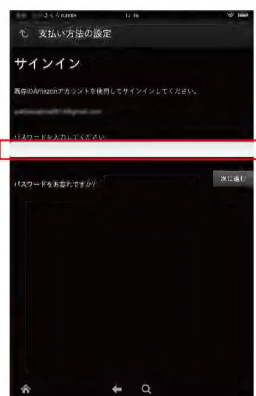 支払い方法の設定
サインイン
既存のAmazonアカウントを使用してサインインしてください。
パスワードを入力してください:
パスワードをお忘れですか?
次に進む